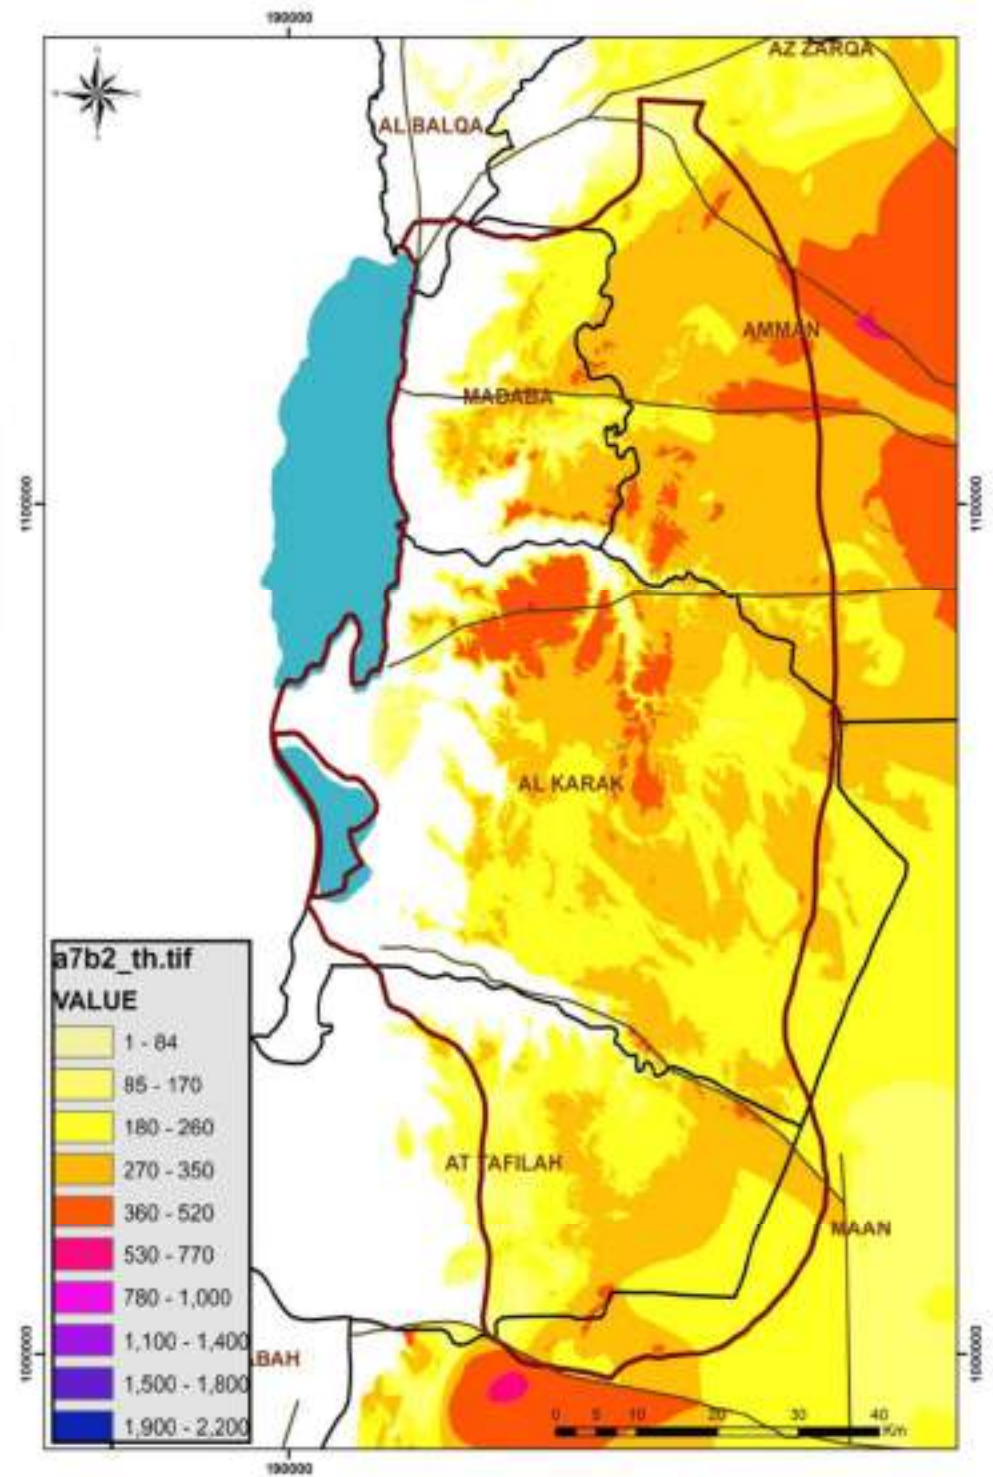 190000
AZ ZARQA
AL BALQA
AMMAN
MADABA
1100000
1100000
AL KARAK
a7b2_th.tif
VALUE
1 - 84
85 - 170
180 - 260
270 - 350
360 - 520
530 - 770
780 - 1,000
1,100 - 1,400
1,500 - 1,800
1,900 - 2,200
AT TAFILAH
MAAN
1000000
1000000
BAH
0 5 10 20 30 40
Km
190000